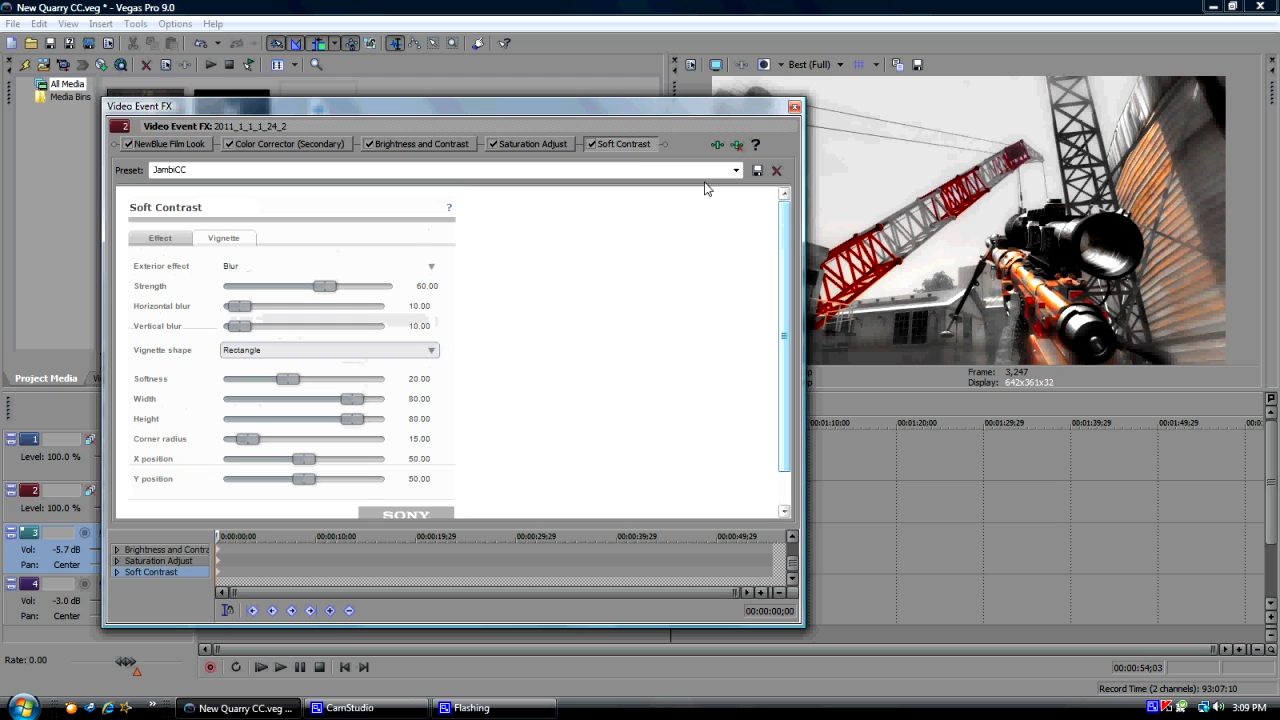 New Quarry CC.veg * - Vegas Pro 9.0
File Edit View Insert Tools Options Help
Best (Full)
All Media
Media Bins
Video Event FX
2 Video Event FX: 2011_1_1_1_24_2
NewBlue Film Look Color Corrector (Secondary) Brightness and Contrast Saturation Adjust Soft Contrast ?
Preset: JambiCC
Soft Contrast ?
Effect Vignette
Exterior effect Blur
Strength 60.00
Horizontal blur 10.00
Vertical blur 10.00
Vignette shape Rectangle
Softness 20.00
Width 80.00
Height 80.00
Corner radius 15.00
X position 50.00
Y position 50.00
SONY
Project Media
Frame: 3,247
Display: 642x361x32
P
00:01:10:00 00:01:20:00 00:01:29:29 00:01:39:29 00:01:49:29 00:0
1
Level: 100.0 %
2
Level: 100.0 %
3
Vol: -5.7 dB
Pan: Center
4
Vol: -3.0 dB
Pan: Center
0:00:00:00 00:00:10:00 00:00:19:29 00:00:29:29 00:00:39:29 00:00:49:29
Brightness and Contra
Saturation Adjust
Soft Contrast
00:00:00;00
Rate: 0.00
00:00:54;03
Record Time (2 channels): 93:07:10
New Quarry CC.veg ... CamStudio Flashing 3:09 PM